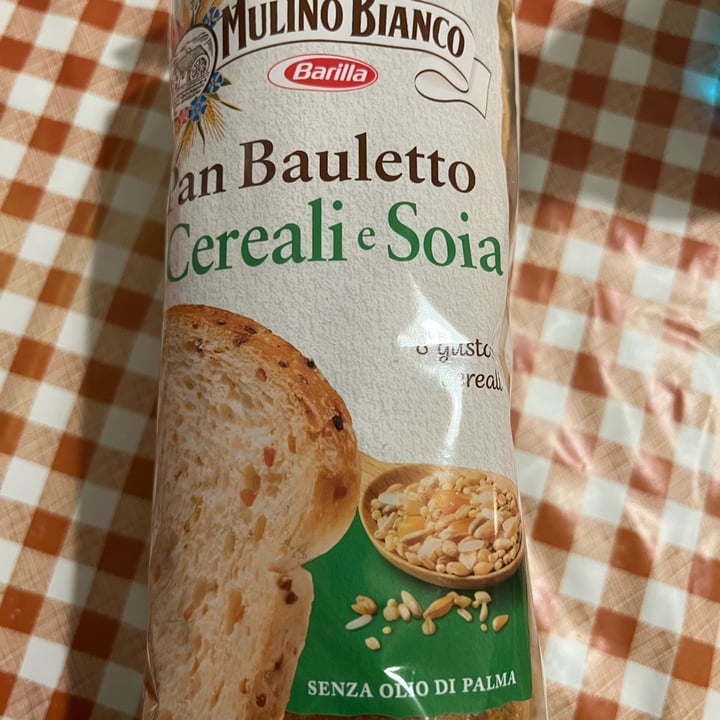 MULINO BIANCO
Barilla
Pan Bauletto
Cereali e Soia
SENZA OLIO DI PALMA